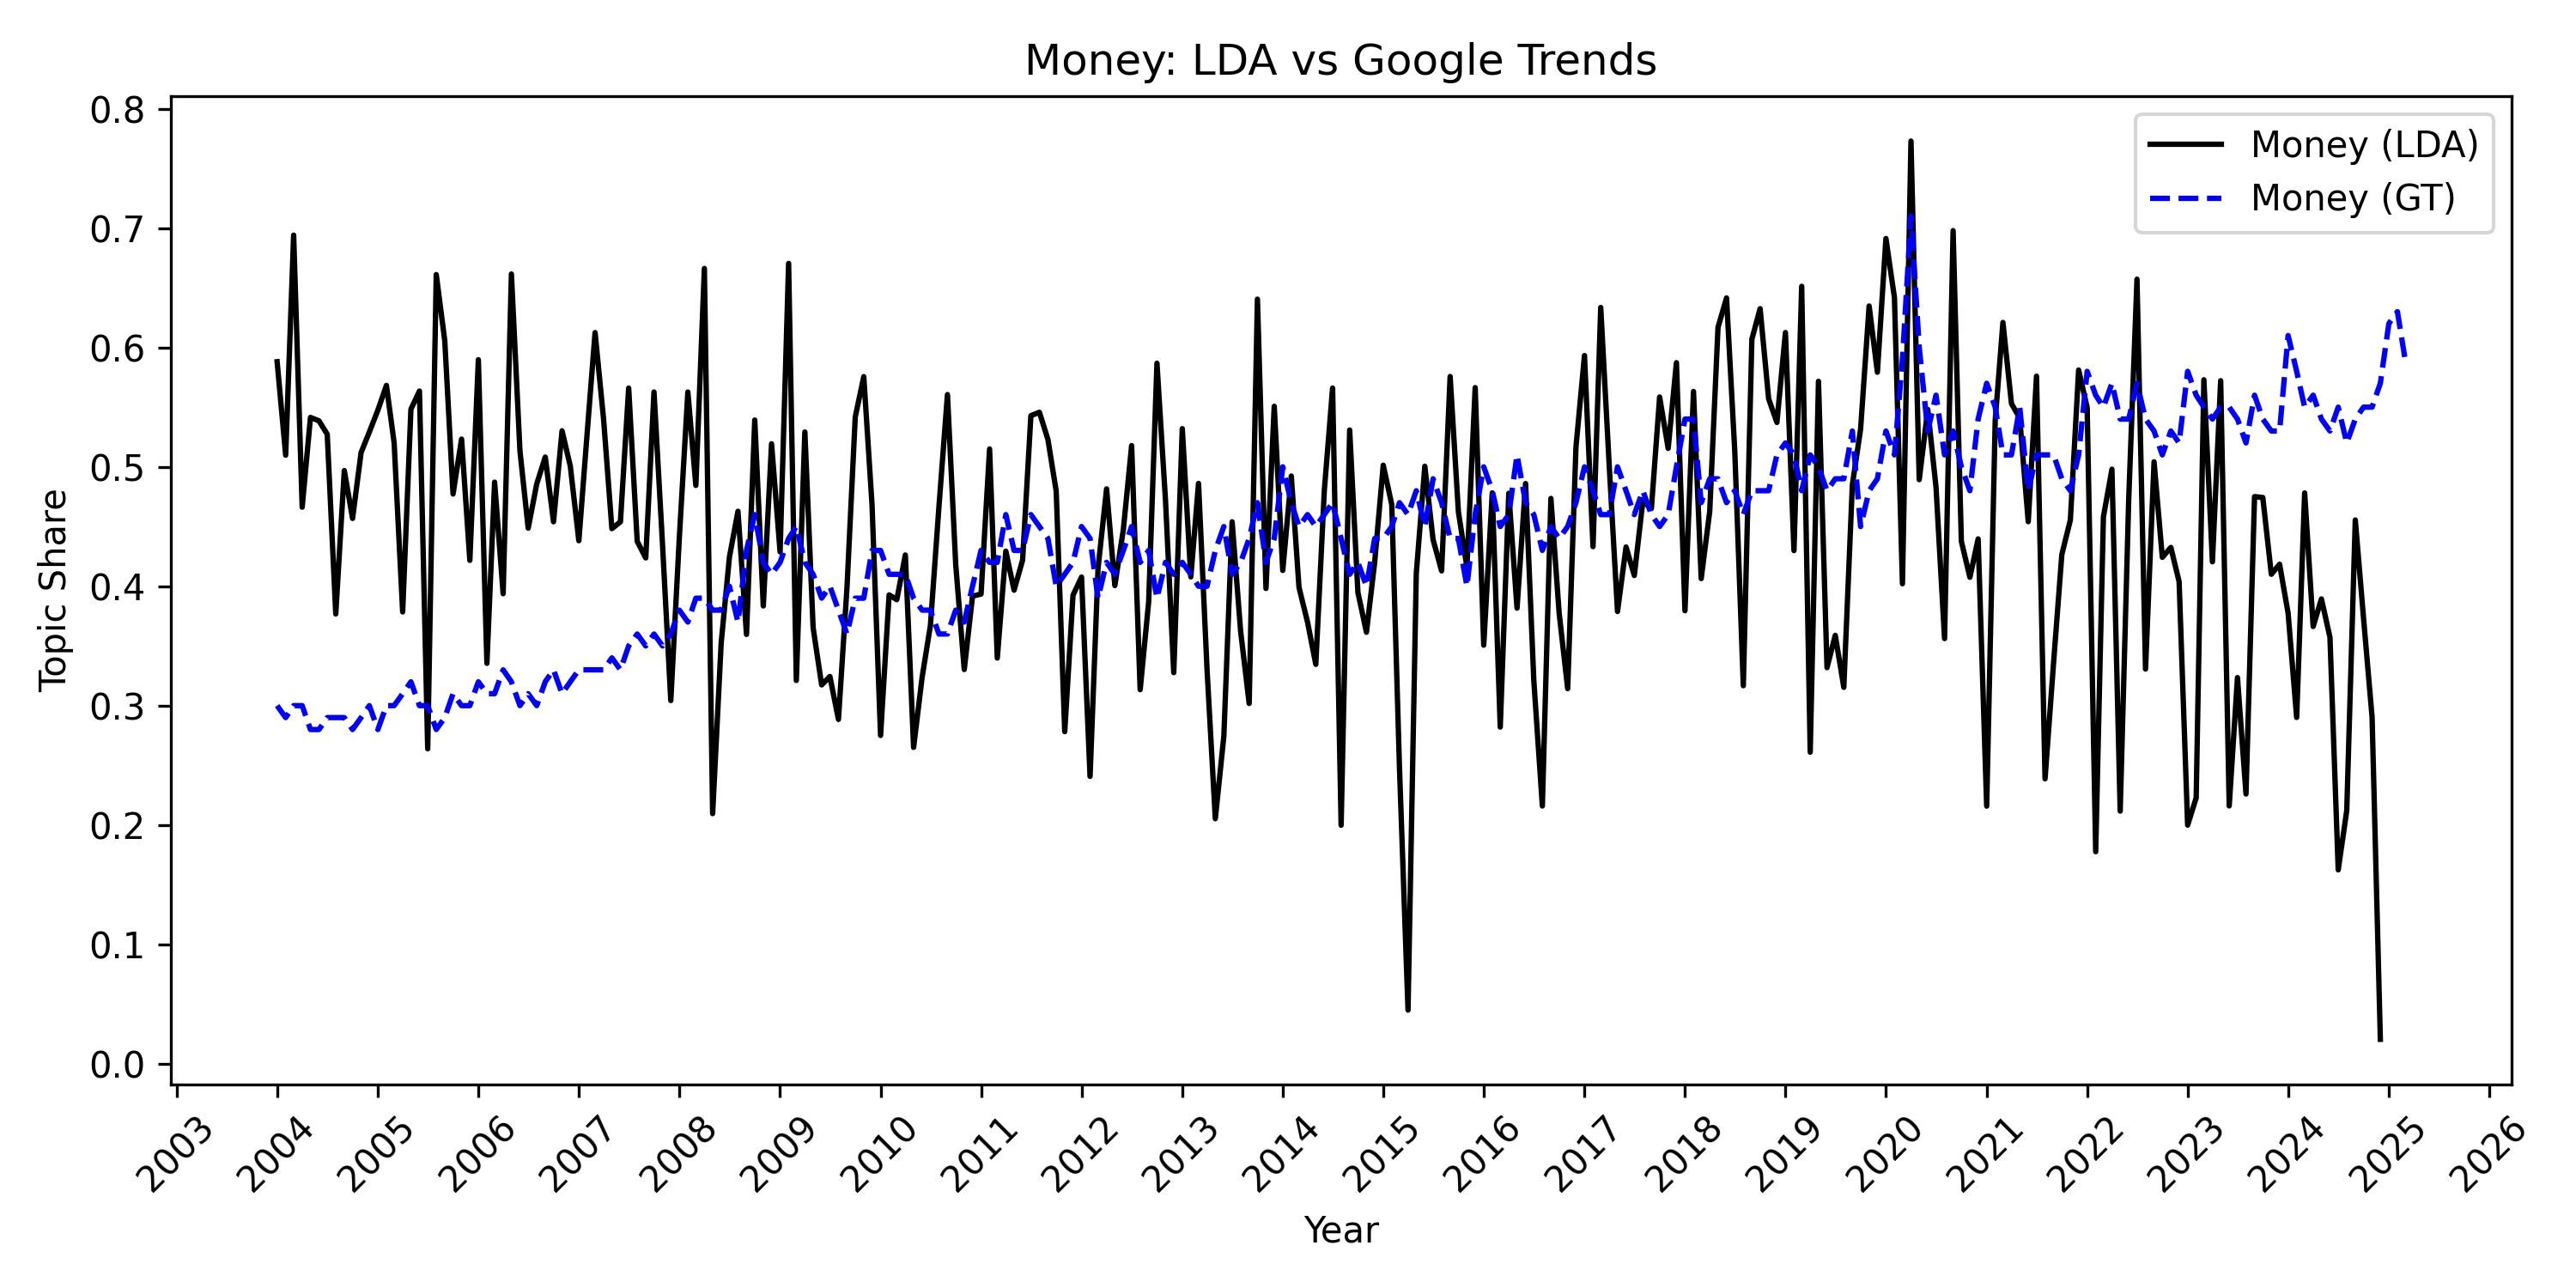 Money: LDA vs Google Trends
Money (LDA)
Money (GT)
Topic Share
0.8
0.7
0.6
0.5
0.4
0.3
0.2
0.1
0.0
2003 2004 2005 2006 2007 2008 2009 2010 2011 2012 2013 2014 2015 2016 2017 2018 2019 2020 2021 2022 2023 2024 2025 2026
Year